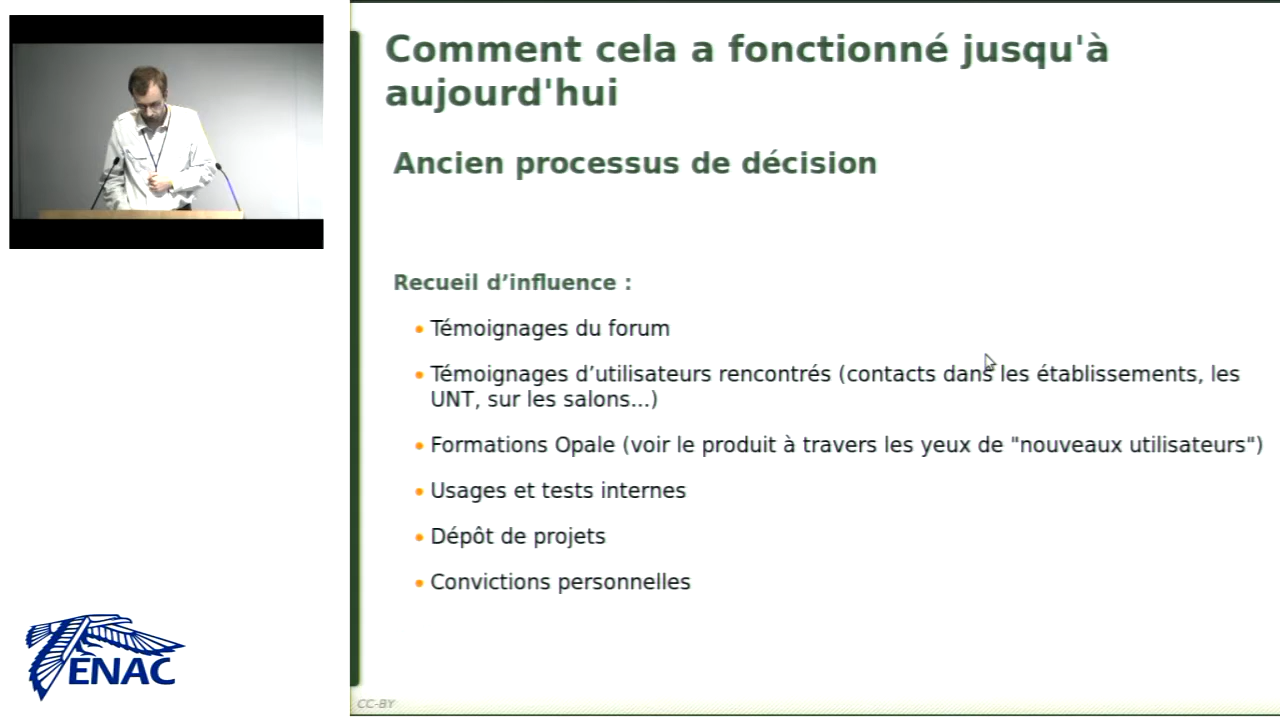 Comment cela a fonctionné jusqu'à
aujourd'hui
Ancien processus de décision
Recueil d’influence :
• Témoignages du forum
• Témoignages d’utilisateurs rencontrés (contacts dans les établissements, les
UNT, sur les salons...)
• Formations Opale (voir le produit à travers les yeux de "nouveaux utilisateurs")
• Usages et tests internes
• Dépôt de projets
• Convictions personnelles
ENAC
CC-BY